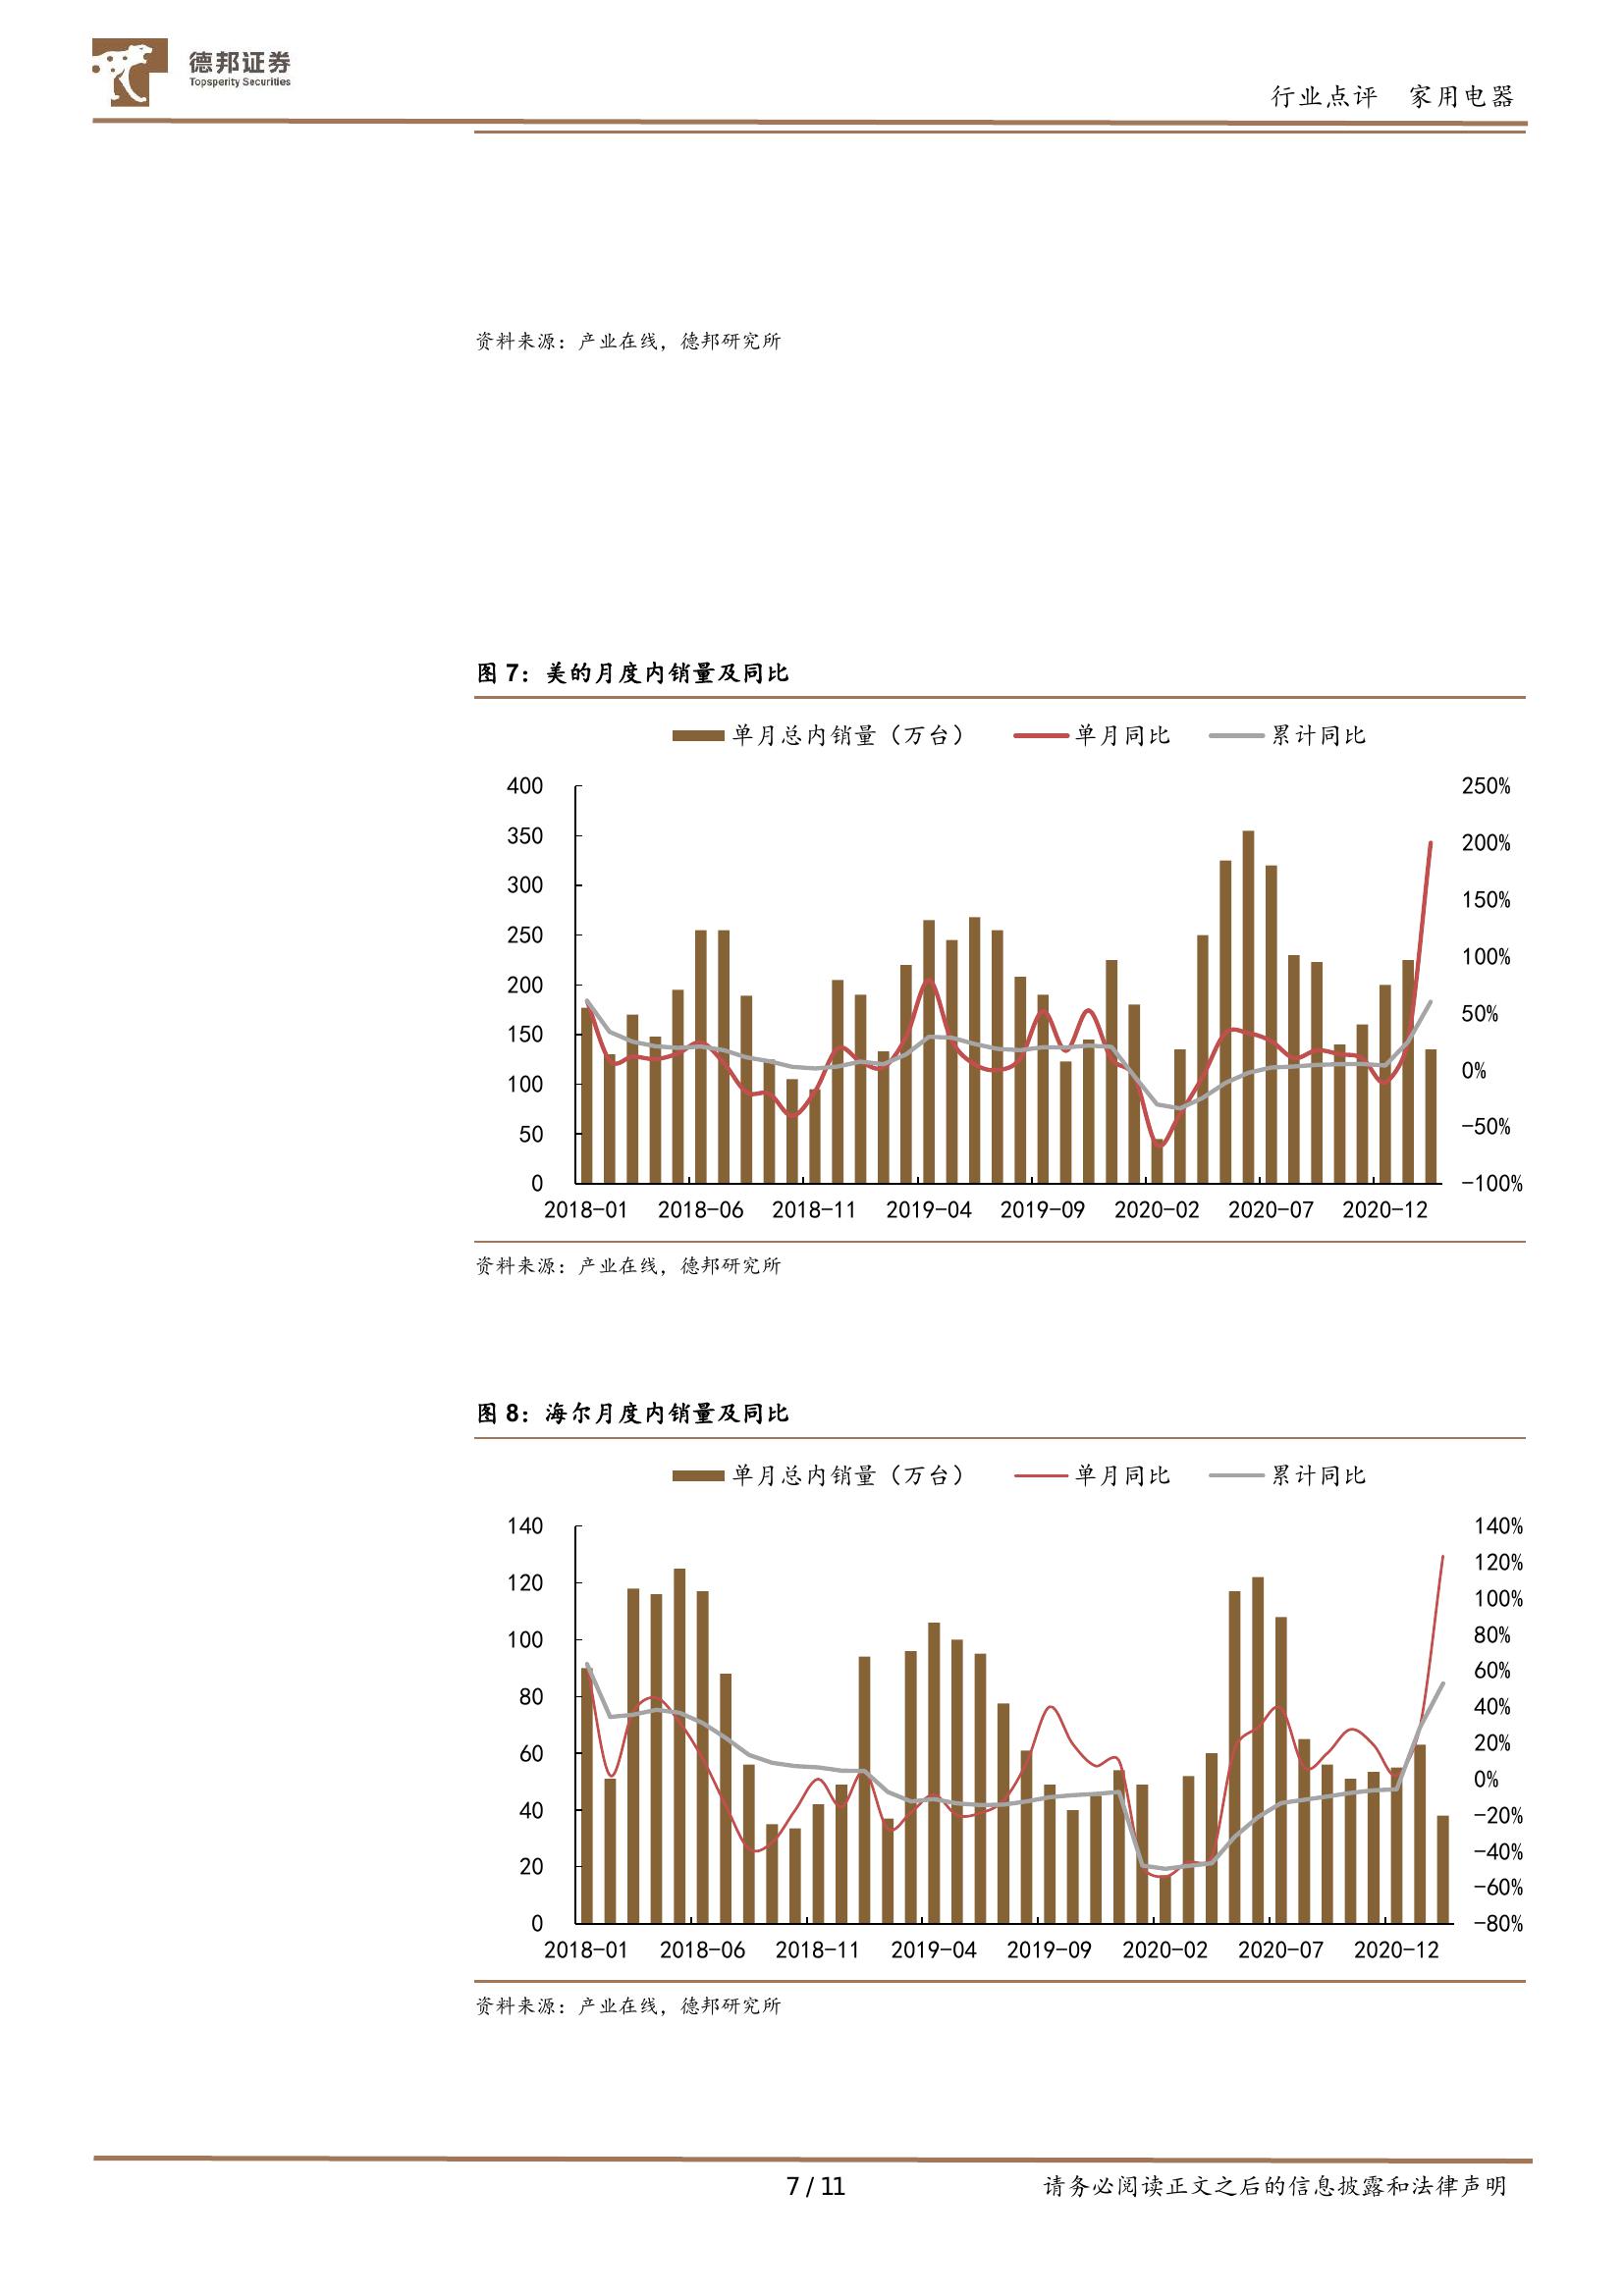 德邦证券
Topsperity Securities
行业点评 家用电器
资料来源：产业在线，德邦研究所
图 7：美的月度内销量及同比
单月总内销量（万台） 单月同比 累计同比
400 250%
350 200%
300 150%
250 100%
200 50%
150 0%
100 -50%
50 -100%
0
2018-01 2018-06 2018-11 2019-04 2019-09 2020-02 2020-07 2020-12
资料来源：产业在线，德邦研究所
图 8：海尔月度内销量及同比
单月总内销量（万台） 单月同比 累计同比
140 140%
120 120%
100 100%
80 80%
60 60%
40 40%
20 20%
0 0%
-20%
-40%
-60%
-80%
2018-01 2018-06 2018-11 2019-04 2019-09 2020-02 2020-07 2020-12
资料来源：产业在线，德邦研究所
7 / 11 请务必阅读正文之后的信息披露和法律声明